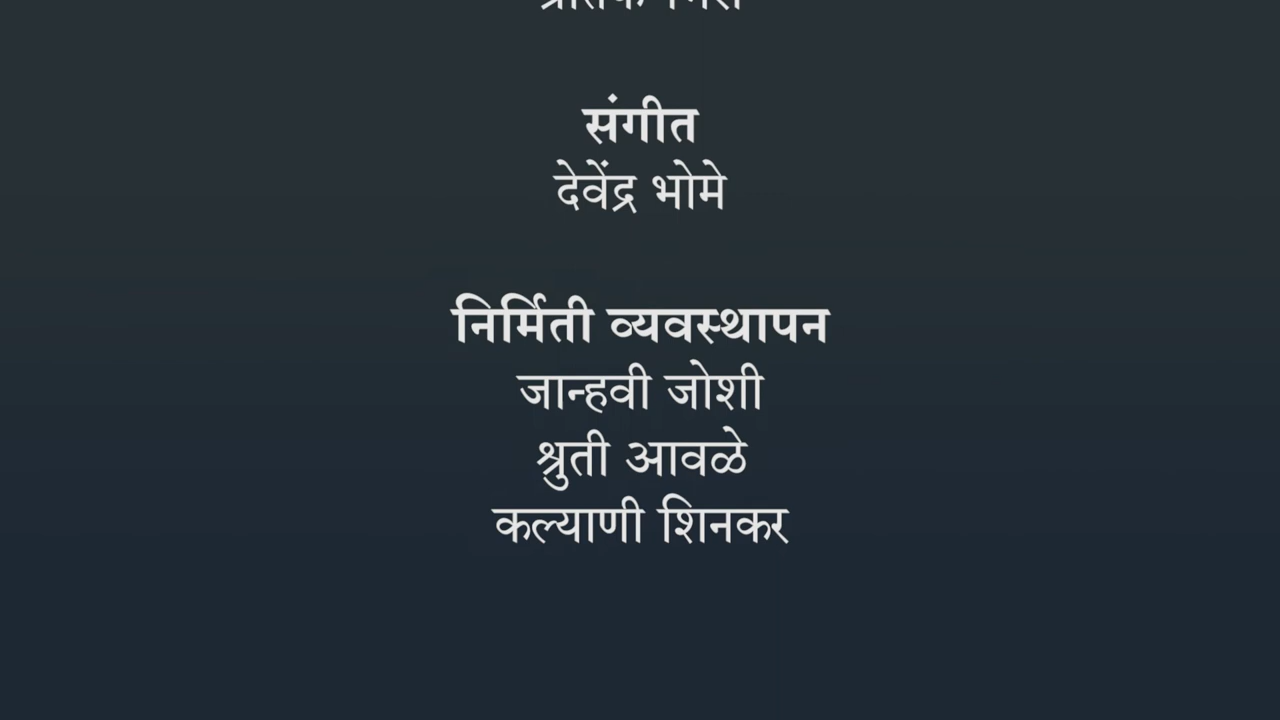 संगीत
देवेंद्र भोमे
निर्मिती व्यवस्थापन
जान्हवी जोशी
श्रुती आवळे
कल्याणी शिनकर